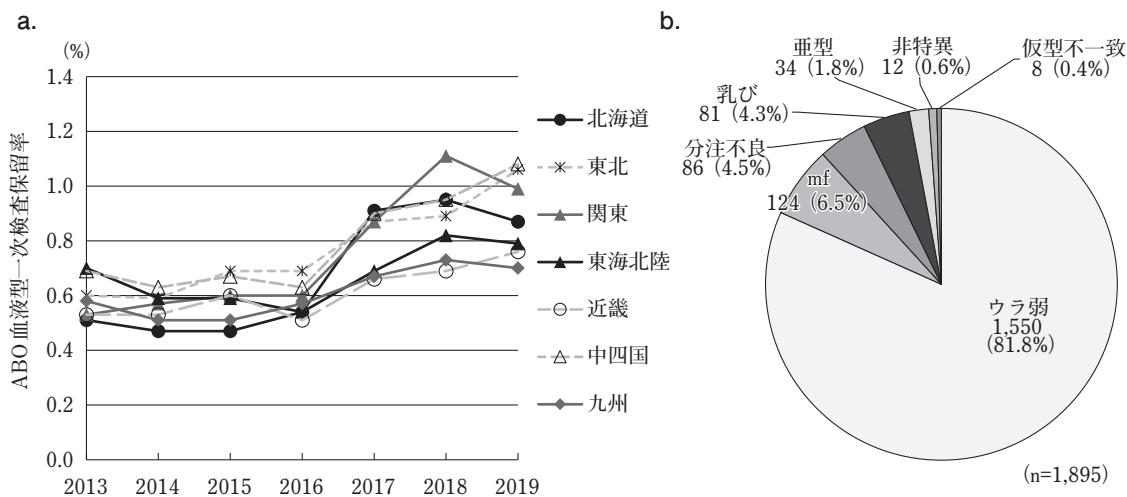 a.
(%)
ABO血液型一次検査保留率
1.4
1.2
1.0
0.8
0.6
0.4
0.2
0.0
2013 2014 2015 2016 2017 2018 2019
北海道
東北
関東
東海北陸
近畿
中四国
九州
b.
亜型
34（1.8%）
非特異
12（0.6%）
仮型不一致
8（0.4%）
乳び
81（4.3%）
分注不良
86（4.5%）
mf
124（6.5%）
ウラ弱
1,550
(81.8%)
(n=1,895)